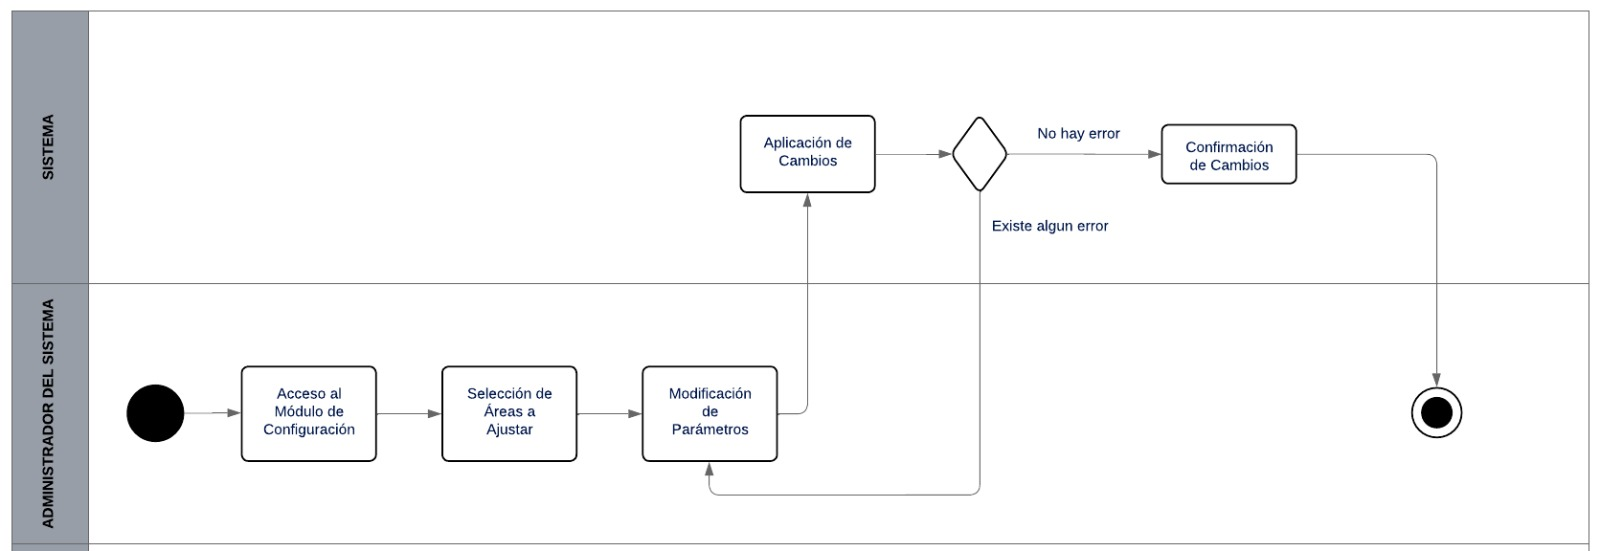 SISTEMA
Aplicación de
Cambios
No hay error
Confirmación
de Cambios
Existe algun error
ADMINISTRADOR DEL SISTEMA
Acceso al
Módulo de
Configuración
Selección de
Áreas a
Ajustar
Modificación
de
Parámetros